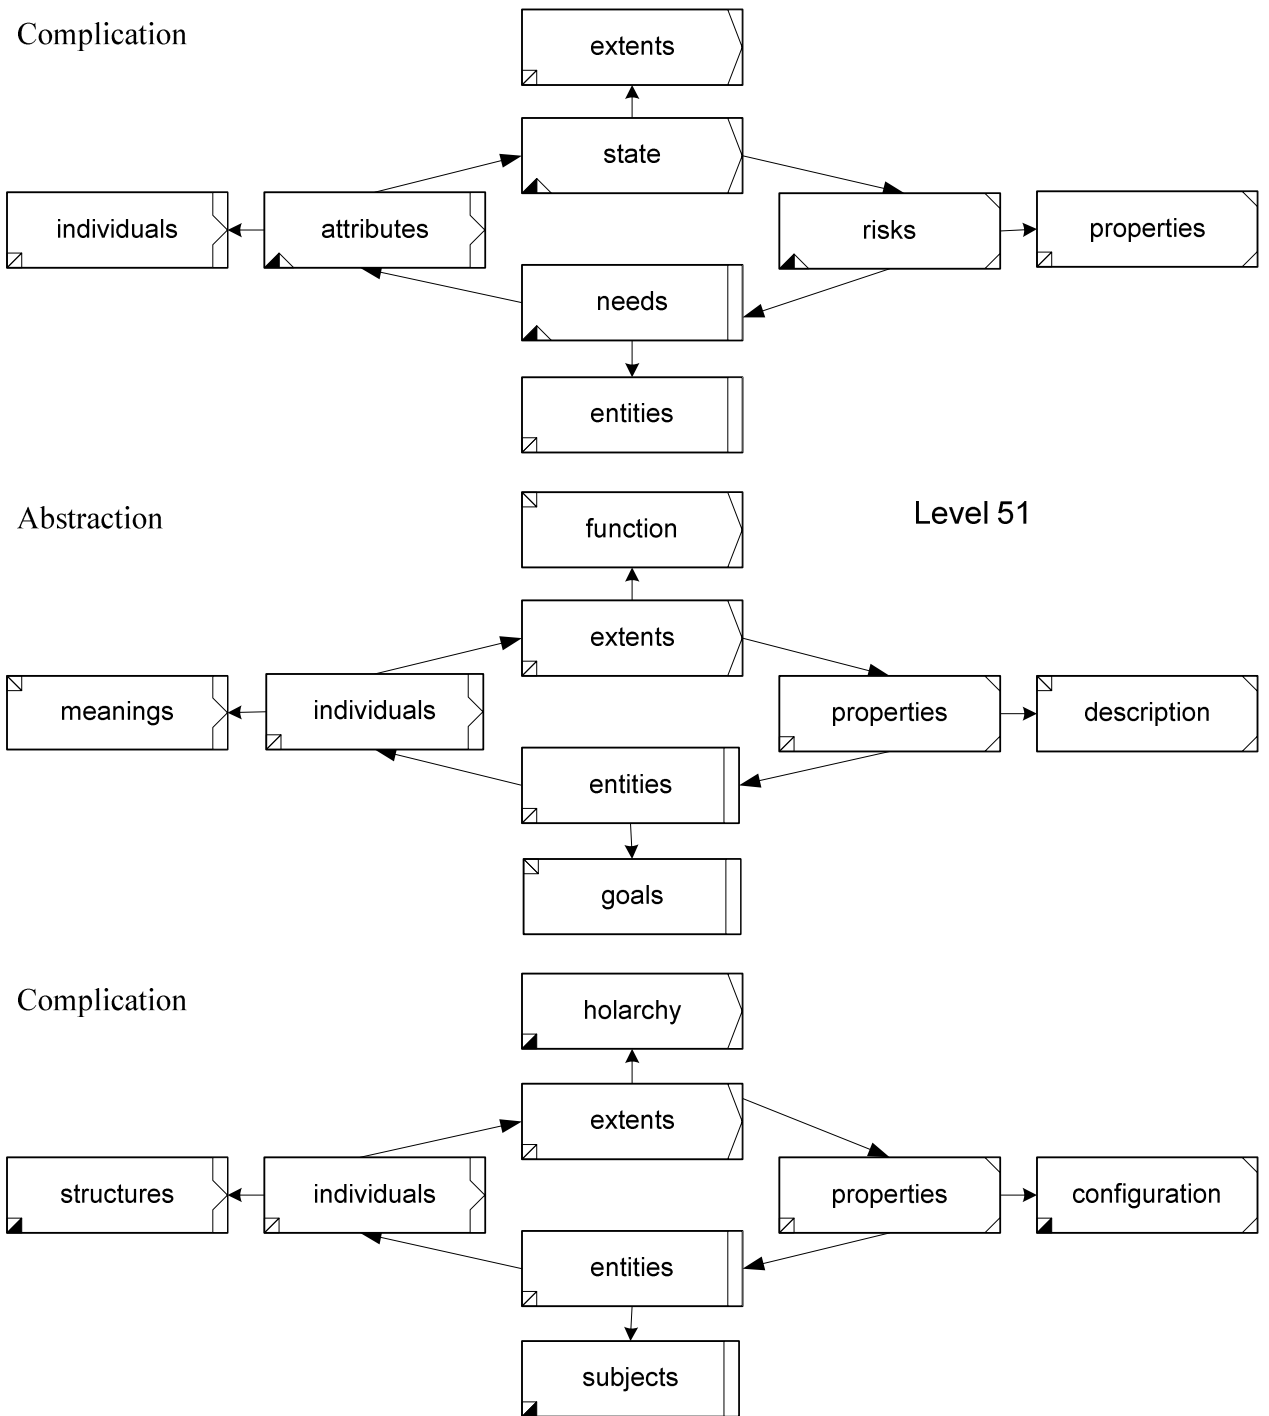 Complication
extents
state
individuals
attributes
risks
properties
needs
entities
Abstraction
function
Level 51
extents
meanings
individuals
properties
description
entities
goals
Complication
holarchy
extents
structures
individuals
properties
configuration
entities
subjects